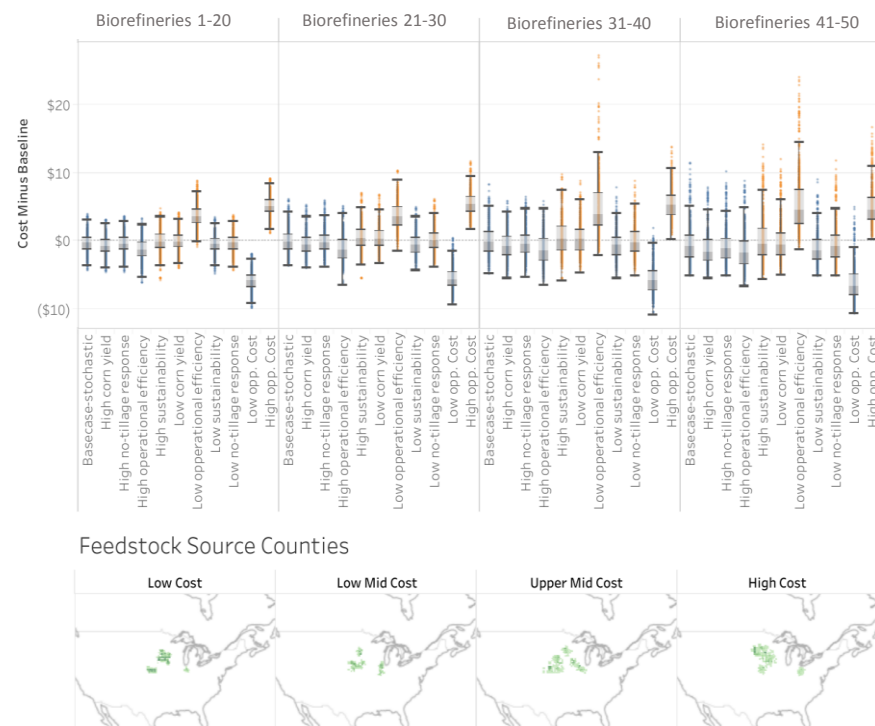 Biorefineries 1-20
Biorefineries 21-30
Biorefineries 31-40
Biorefineries 41-50
Cost Minus Baseline
$20
$10
$0
($10)
Basecase-stochastic
High corn yield
High no-tillage response
High operational efficiency
High sustainability
Low corn yield
Low opperational efficiency
Low sustainability
Low no-tillage response
Low opp. Cost
High opp. Cost
Basecase-stochastic
High corn yield
High no-tillage response
High operational efficiency
High sustainability
Low corn yield
Low opperational efficiency
Low sustainability
Low no-tillage response
Low opp. Cost
High opp. Cost
Basecase-stochastic
High corn yield
High no-tillage response
High operational efficiency
High sustainability
Low corn yield
Low opperational efficiency
Low sustainability
Low no-tillage response
Low opp. Cost
High opp. Cost
Basecase-stochastic
High corn yield
High no-tillage response
High operational efficiency
High sustainability
Low corn yield
Low opperational efficiency
Low sustainability
Low no-tillage response
Low opp. Cost
High opp. Cost
Feedstock Source Counties
Low Cost
Low Mid Cost
Upper Mid Cost
High Cost